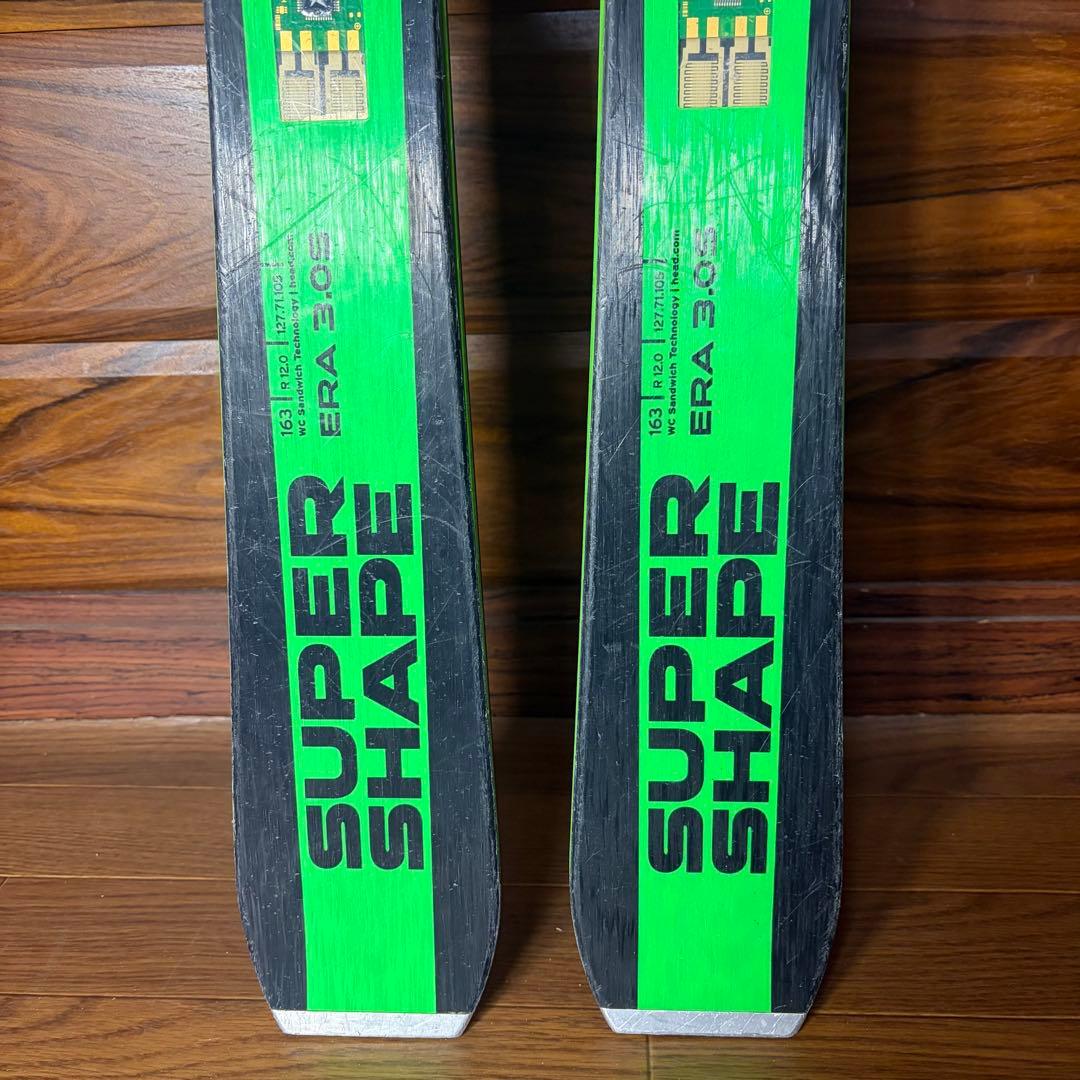 163 | R 12.0 | 127.71.105
WC Sandwich Technology | head.com
ERA 3.0S
SUPER
SHAPE
163 | R 12.0 | 127.71.105
WC Sandwich Technology | head.com
ERA 3.0S
SUPER
SHAPE